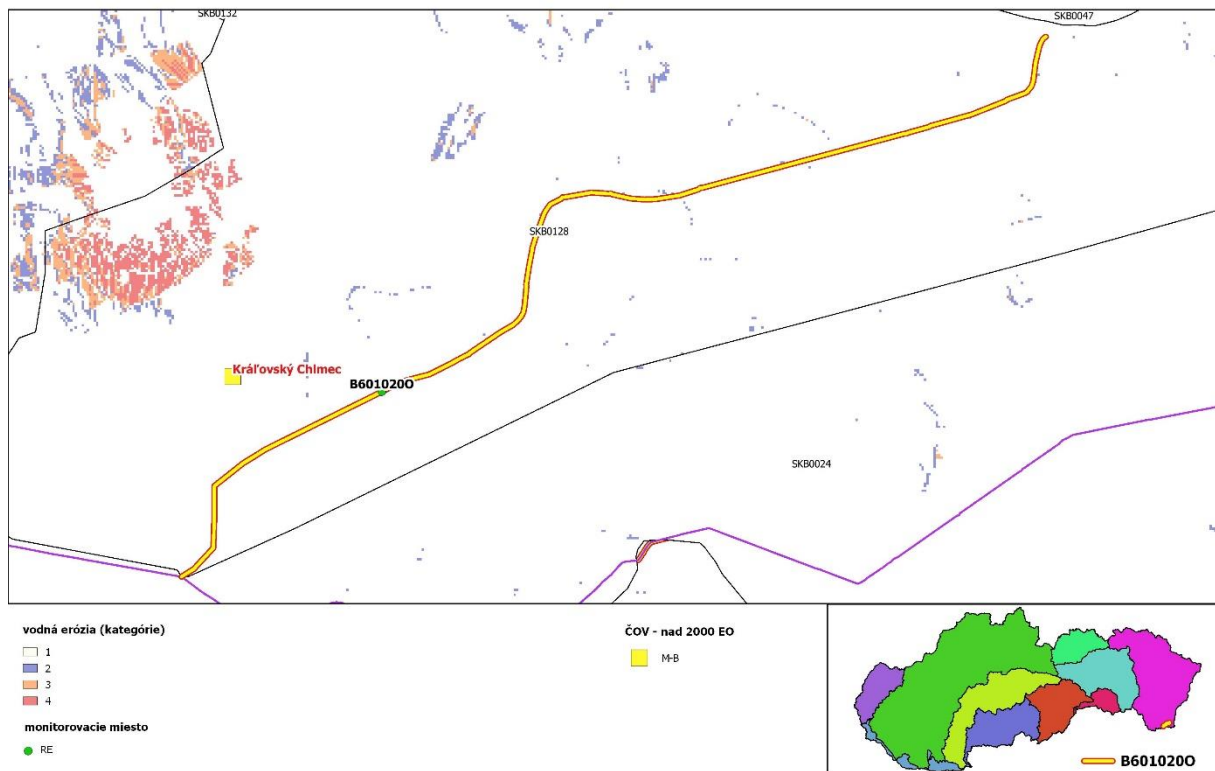 SKB0132
SKB0047
SKB0128
Kráľovský Chlmec
B601020O
SKB0024
vodná erózia (kategórie)
1
2
3
4
monitorovacie miesto
RE
ČOV - nad 2000 EO
M-B
B601020O